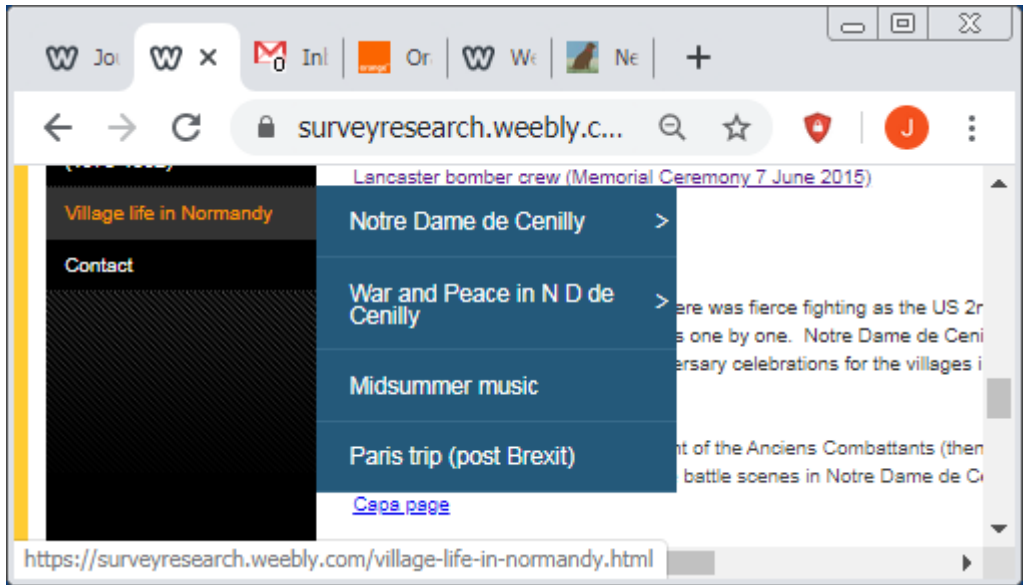 Jo
Inl
Or
We
Ne
surveyresearch.weebly.c...
J
Lancaster bomber crew (Memorial Ceremony 7 June 2015)
Village life in Normandy
Notre Dame de Cenilly >
Contact
War and Peace in N D de Cenilly >
ere was fierce fighting as the US 2n
s one by one. Notre Dame de Ceni
ersary celebrations for the villages i
Midsummer music
Paris trip (post Brexit)
nt of the Anciens Combattants (then
battle scenes in Notre Dame de C
Capa page
https://surveyresearch.weebly.com/village-life-in-normandy.html